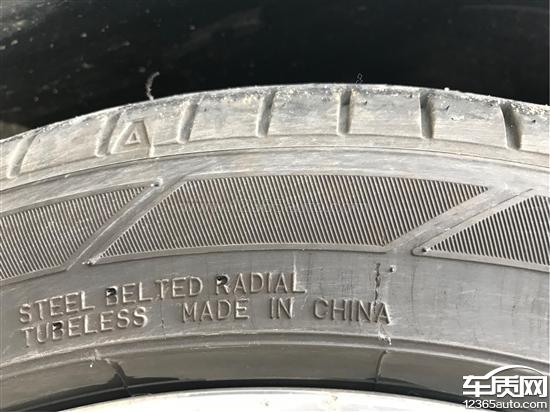 STEEL BELTED RADIAL
TUBELESS MADE IN CHINA
车质网
12365auto.com